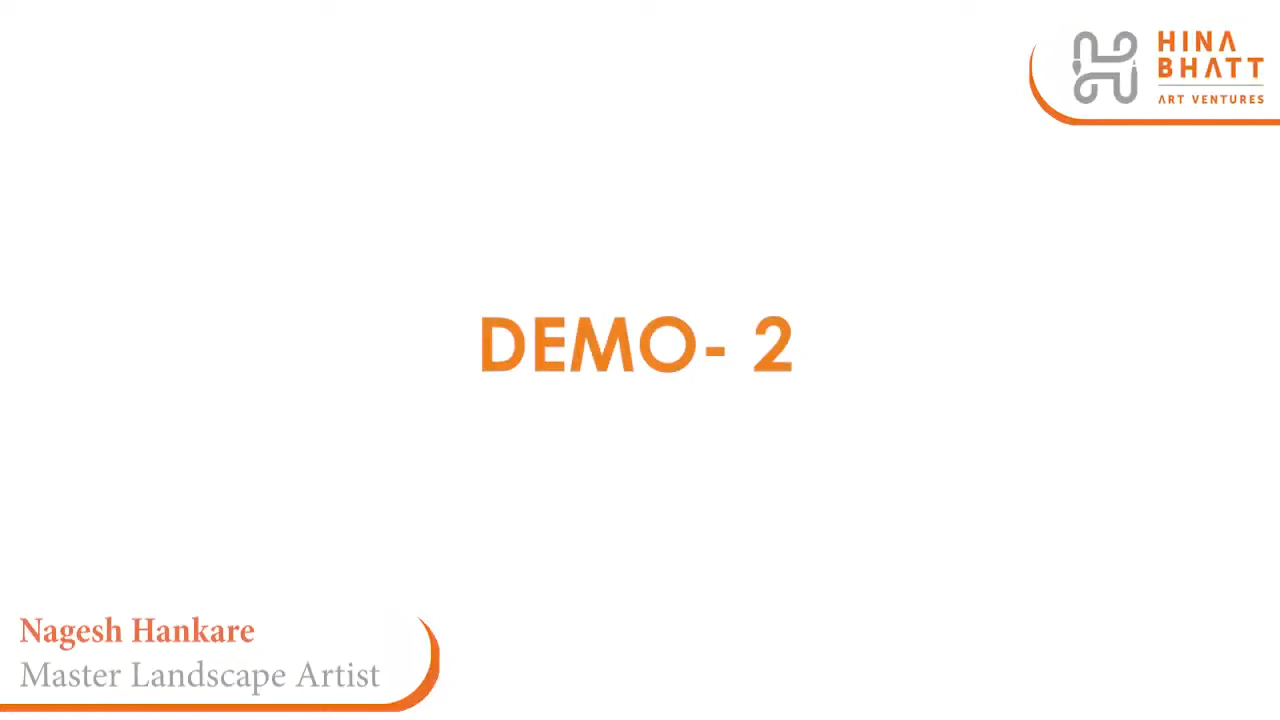 HINA
BHATT
ART VENTURES
DEMO- 2
Nagesh Hankare
Master Landscape Artist